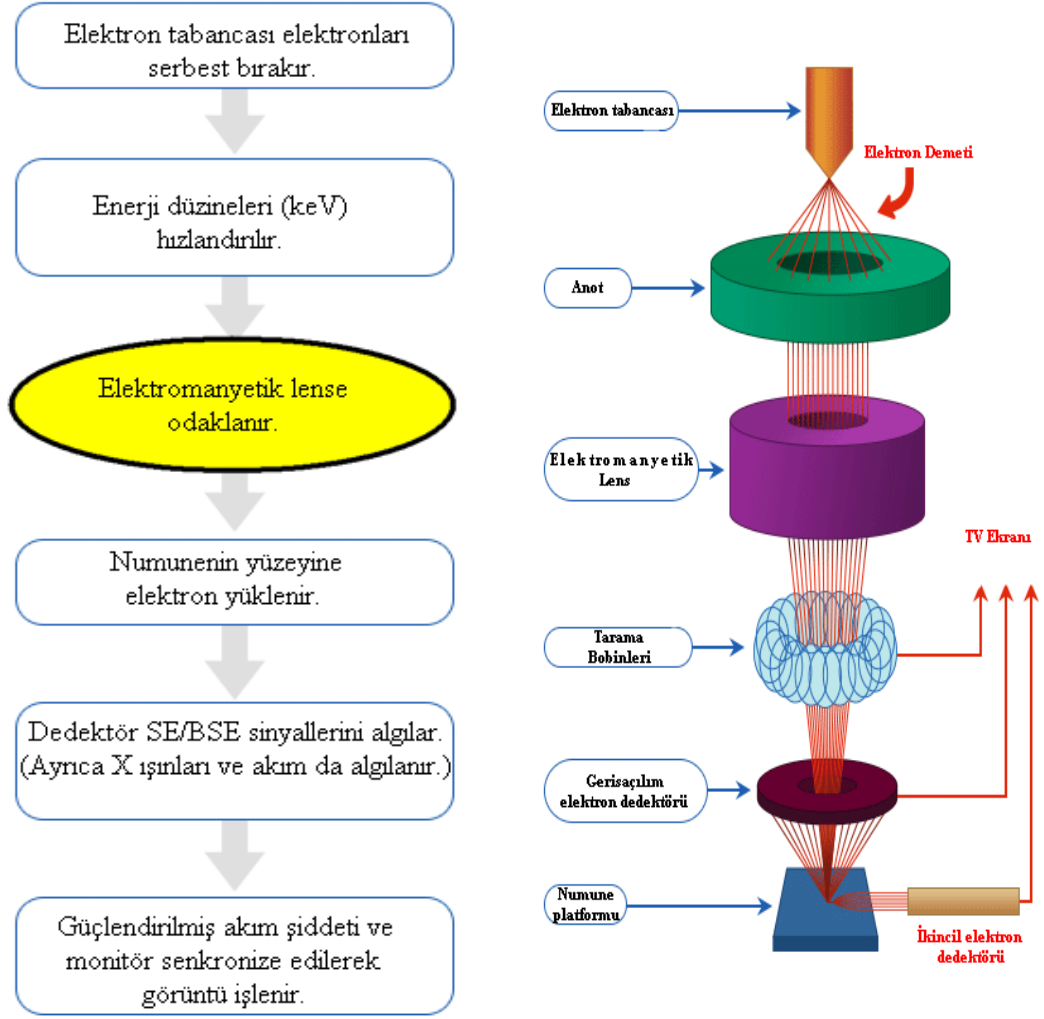 Elektron tabancası elektronları
serbest bırakır.
Enerji düzineleri (keV)
hızlandırılır.
Elektromanyetik lense
odaklanır.
Numunenin yüzeyine
elektron yüklenir.
Dedektör SE/BSE sinyallerini algılar.
(Ayrıca X ışınları ve akım da algılanır.)
Güçlendirilmiş akım şiddeti ve
monitör senkronize edilerek
görüntü işlenir.
Elektron tabancası
Elektron Demeti
Anot
Elektromanyetik
Lens
TV Ekranı
Tarama
Bobinleri
Gerisaçılım
elektron dedektörü
Numune
platformu
İkincil elektron
dedektörü